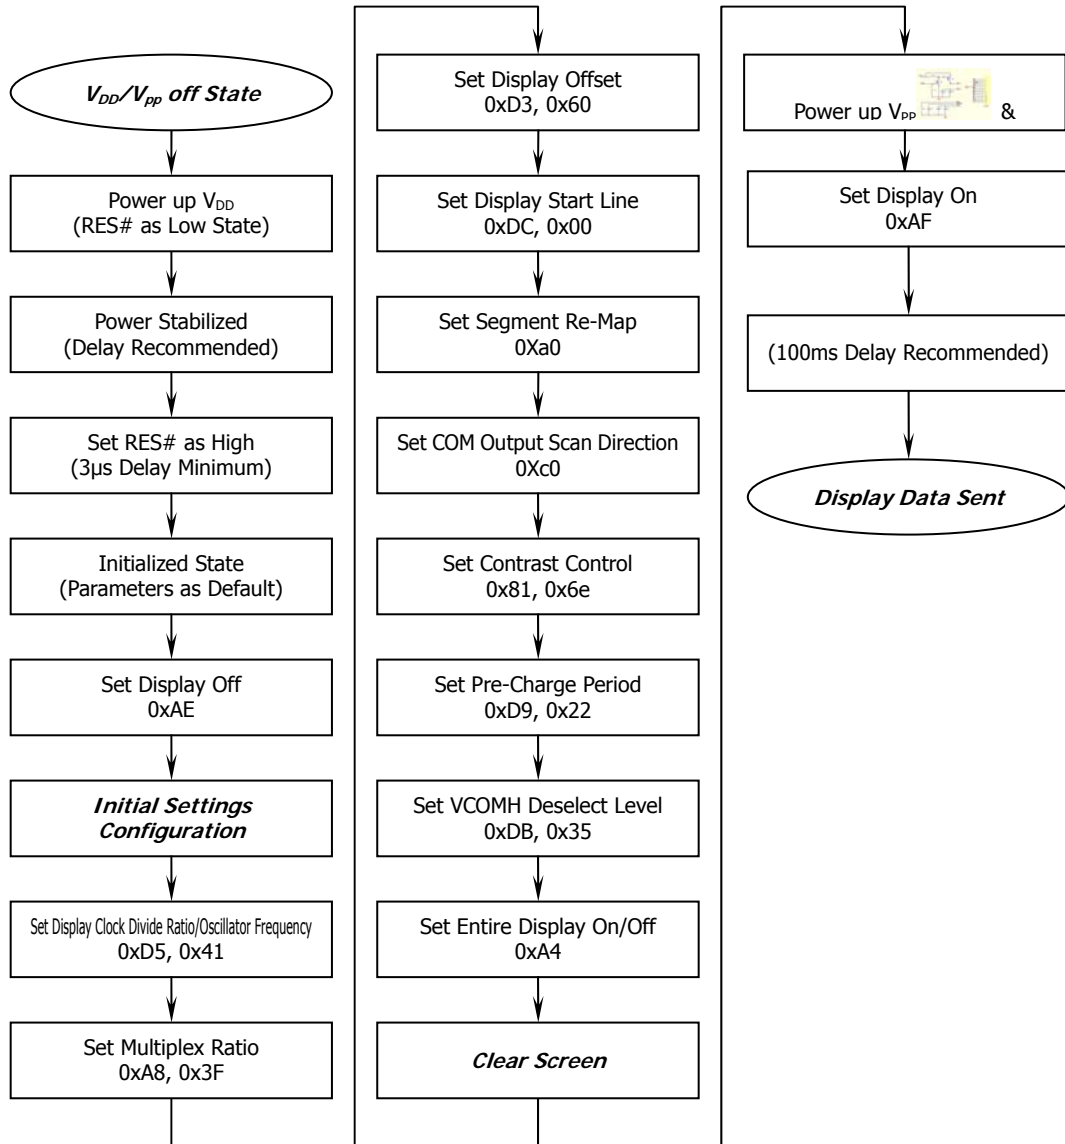 V_DD/V_pp off State
Power up V_DD
(RES# as Low State)
Power Stabilized
(Delay Recommended)
Set RES# as High
(3µs Delay Minimum)
Initialized State
(Parameters as Default)
Set Display Off
0xAE
Initial Settings
Configuration
Set Display Clock Divide Ratio/Oscillator Frequency
0xD5, 0x41
Set Multiplex Ratio
0xA8, 0x3F
Set Display Offset
0xD3, 0x60
Set Display Start Line
0xDC, 0x00
Set Segment Re-Map
0Xa0
Set COM Output Scan Direction
0Xc0
Set Contrast Control
0x81, 0x6e
Set Pre-Charge Period
0xD9, 0x22
Set VCOMH Deselect Level
0xDB, 0x35
Set Entire Display On/Off
0xA4
Clear Screen
Power up V_PP &
Set Display On
0xAF
(100ms Delay Recommended)
Display Data Sent